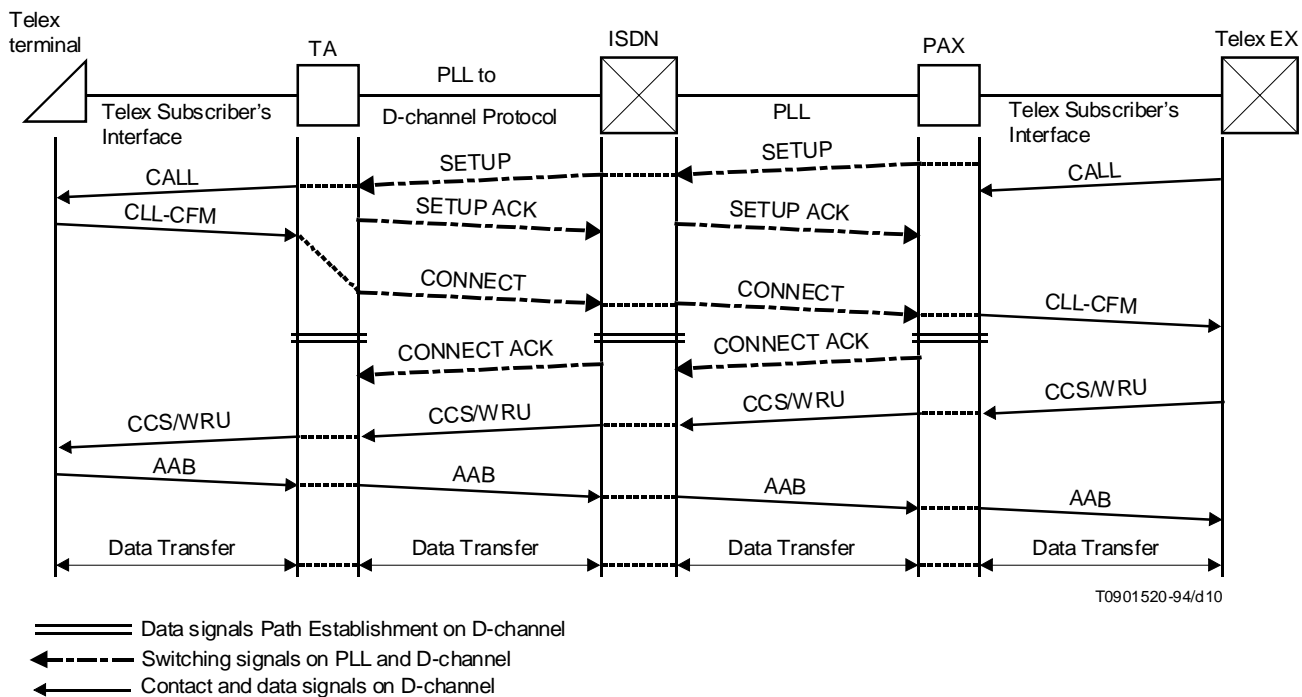 Telex
terminal
TA
ISDN
PAX
Telex EX
Telex Subscriber's
Interface
PLL to
D-channel Protocol
PLL
Telex Subscriber's
Interface
CALL
SETUP
SETUP
CALL
CLL-CFM
SETUP ACK
SETUP ACK
CONNECT
CONNECT
CLL-CFM
CONNECT ACK
CONNECT ACK
CCS/WRU
CCS/WRU
CCS/WRU
CCS/WRU
AAB
AAB
AAB
AAB
Data Transfer
Data Transfer
Data Transfer
Data Transfer
T0901520-94/d10
Data signals Path Establishment on D-channel
Switching signals on PLL and D-channel
Contact and data signals on D-channel